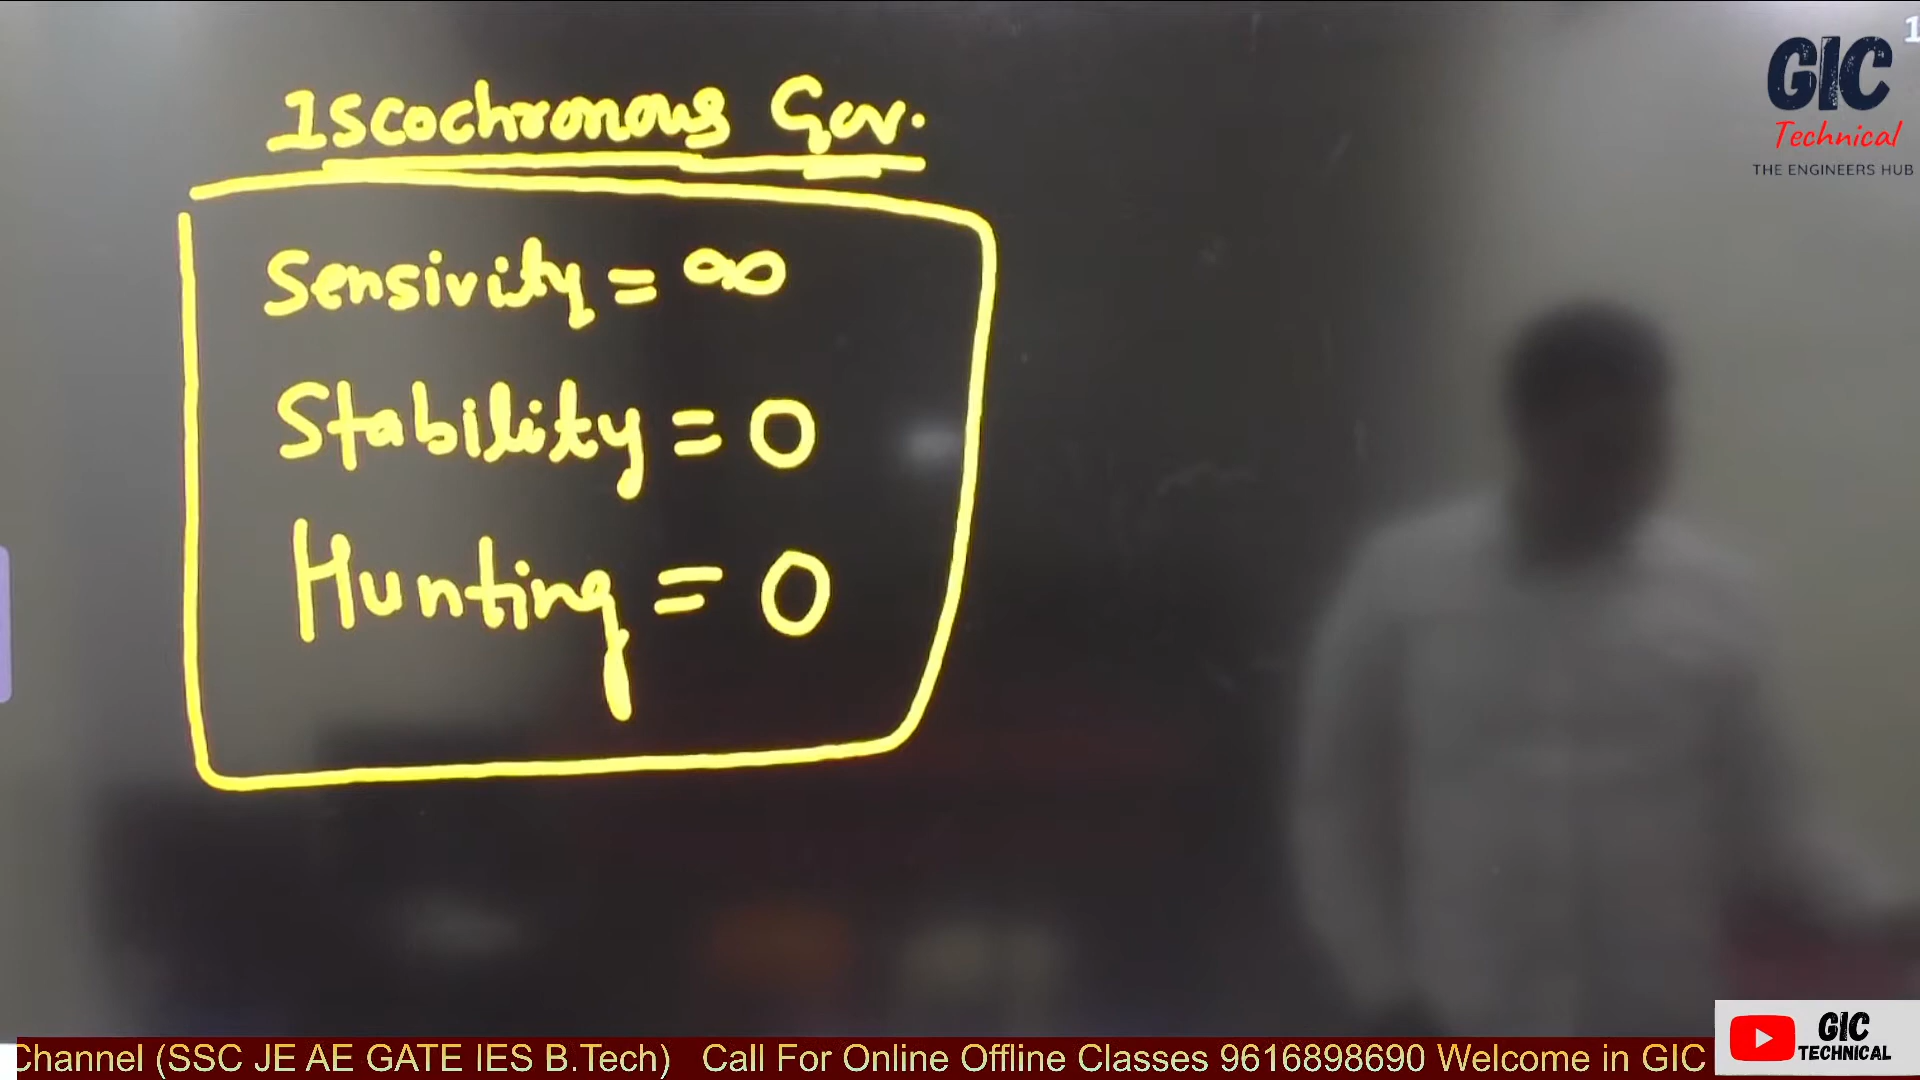 1
GIC
Technical
THE ENGINEERS HUB
Iscochronous Gov.
Sensivity = ∞
Stability = 0
Hunting = 0
Channel (SSC JE AE GATE IES B.Tech) Call For Online Offline Classes 9616898690 Welcome in GIC
GIC
TECHNICAL